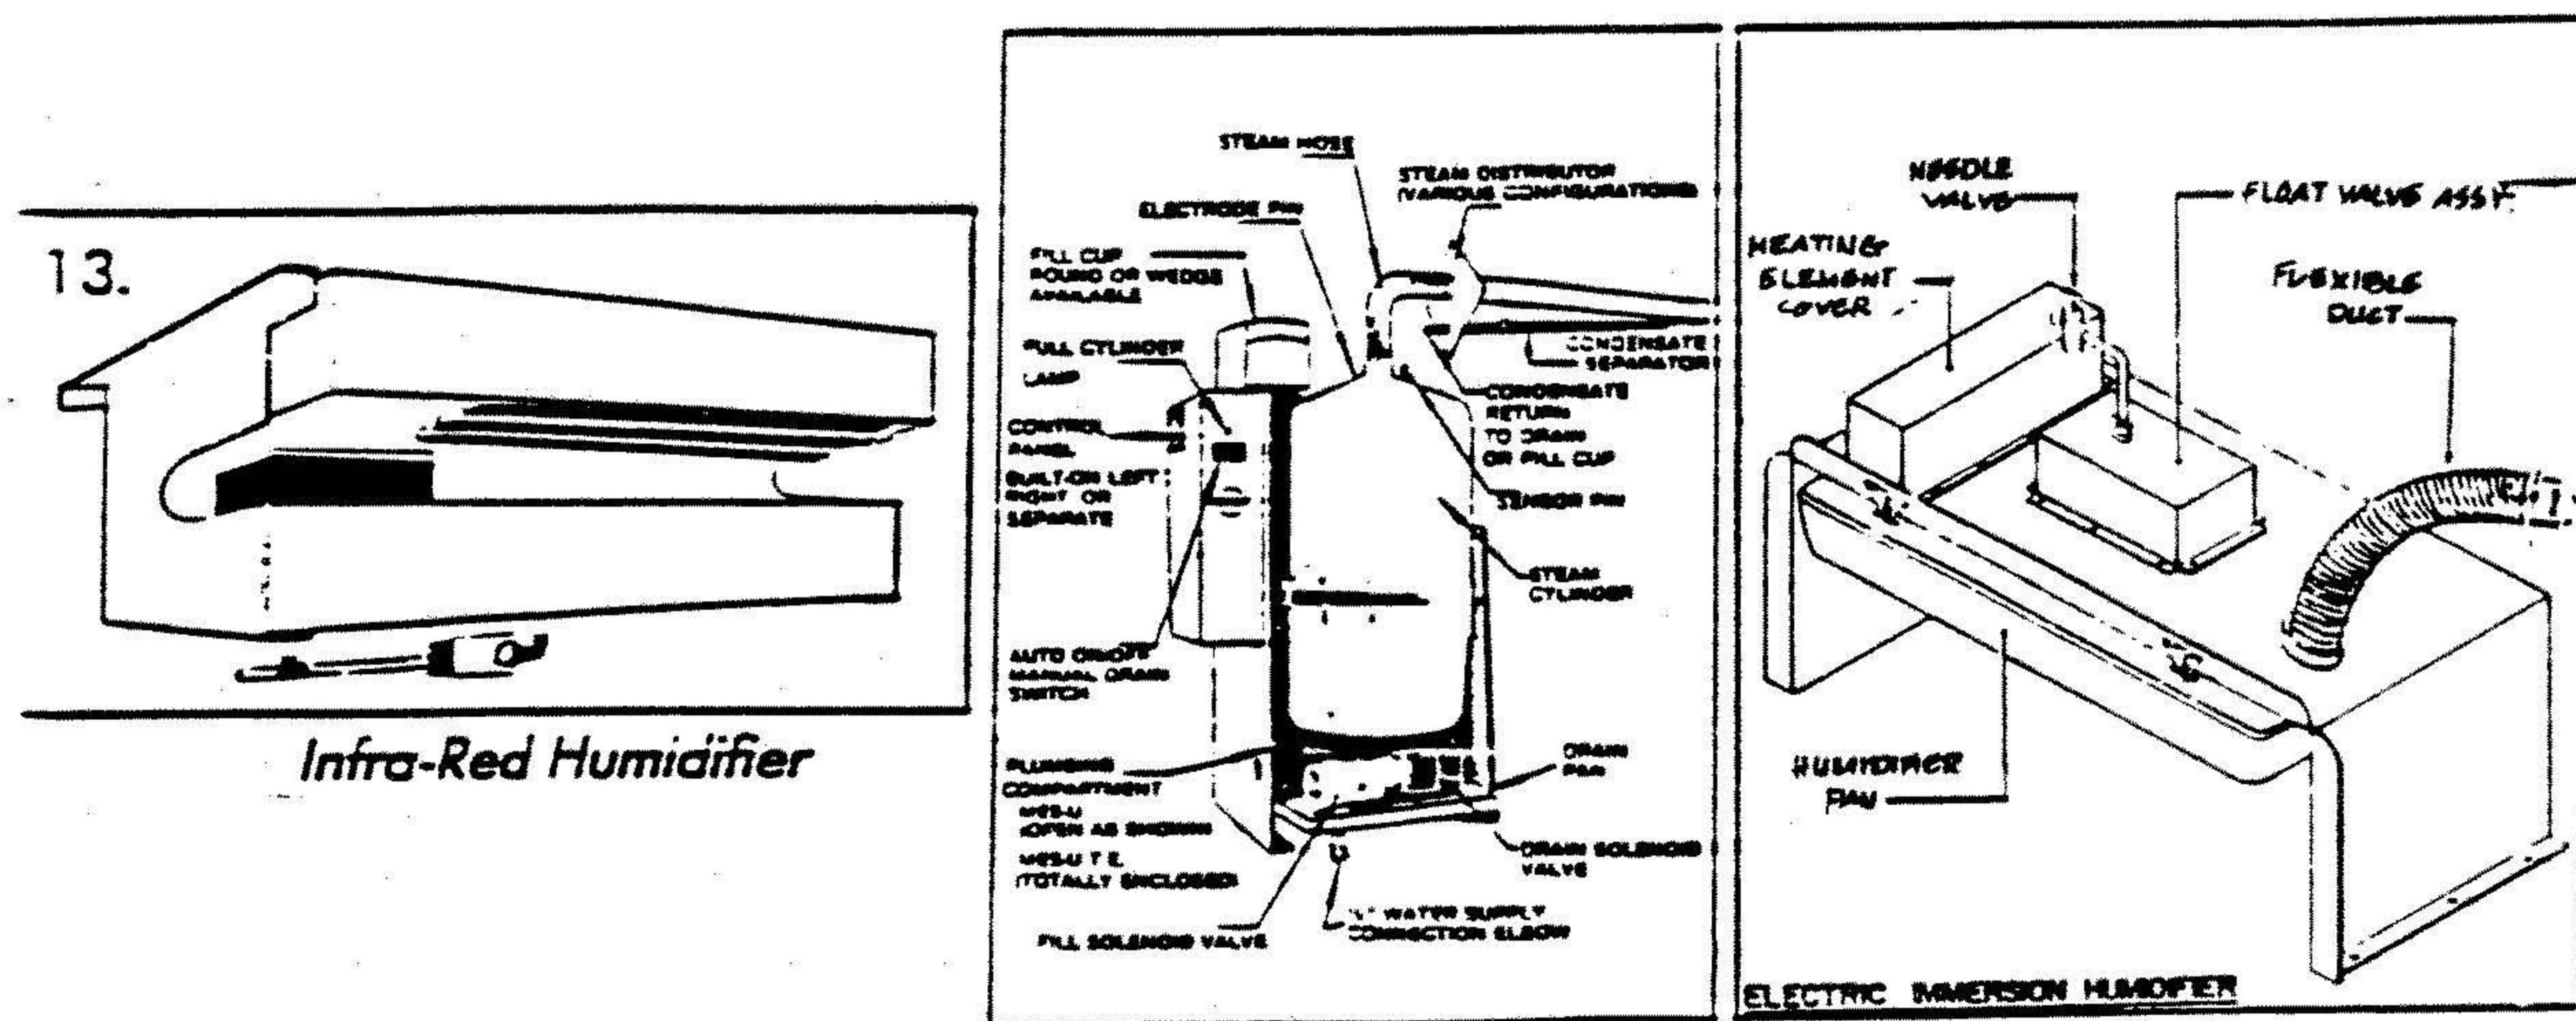 13.
Infra-Red Humidifier
STEAM HOSE
STEAM DISTRIBUTOR
(VARIOUS CONFIGURATIONS)
ELECTRODE PIN
FILL CUP
ROUND OR WEDGE
AVAILABLE
FULL CYLINDER
LAMP
CONTROL
PANEL
BUILT-ON LEFT
RIGHT OR
SEPARATE
AUTO ON/OFF
MANUAL DRAIN
SWITCH
PLUMBING
COMPARTMENT
MES-U
(OPEN AS SHOWN)
MES-U T.E.
(TOTALLY ENCLOSED)
FILL SOLENOID VALVE
CONDENSATE
SEPARATOR
CONDENSATE
RETURN
TO DRAIN
OR FILL CUP
SENSOR PIN
STEAM
CYLINDER
DRAIN
PAN
DRAIN SOLENOID
VALVE
WATER SUPPLY
CONNECTION ELBOW
NEEDLE
VALVE
FLOAT VALVE ASSY
HEATING
ELEMENT
COVER
FLEXIBLE
DUCT
HUMIDIFIER
PAN
ELECTRIC IMMERSION HUMIDIFIER